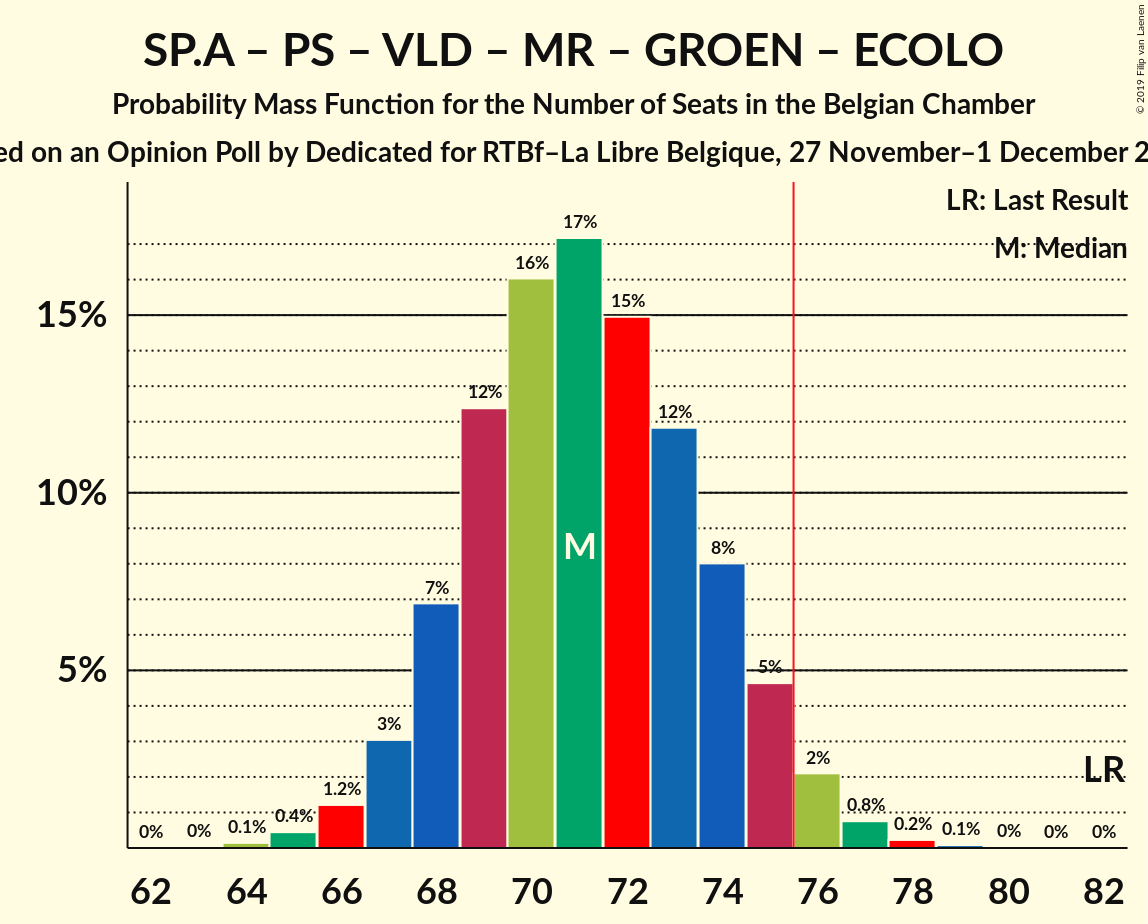 SP.A – PS – VLD – MR – GROEN – ECOLO
Probability Mass Function for the Number of Seats in the Belgian Chamber
ed on an Opinion Poll by Dedicated for RTBf–La Libre Belgique, 27 November–1 December 2
© 2019 Filip van Laenen
LR: Last Result
M: Median
17%
16%
15%
15%
12%
12%
10%
M
8%
7%
5%
5%
3%
2%
LR
1.2%
0.8%
0.4%
0.2%
0% 0% 0.1% 0.1% 0% 0% 0%
62 64 66 68 70 72 74 76 78 80 82